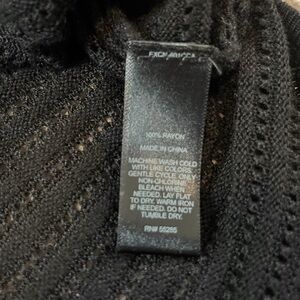 100% RAYON
MADE IN CHINA
MACHINE WASH COLD
WITH LIKE COLORS.
GENTLE CYCLE. ONLY
NON-CHLORINE
BLEACH WHEN
NEEDED. LAY FLAT
TO DRY. WARM IRON
IF NEEDED. DO NOT
TUMBLE DRY.
RN# 55285